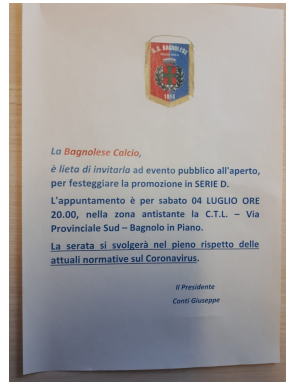 A.S. BAGNOLESE
La Bagnolese Calcio,
è lieta di invitarla ad evento pubblico all'aperto,
per festeggiare la promozione in SERIE D.
L'appuntamento è per sabato 04 LUGLIO ORE
20.00, nella zona antistante la C.T.L. – Via
Provinciale Sud – Bagnolo in Piano.
La serata si svolgerà nel pieno rispetto delle
attuali normative sul Coronavirus.
Il Presidente
Conti Giuseppe